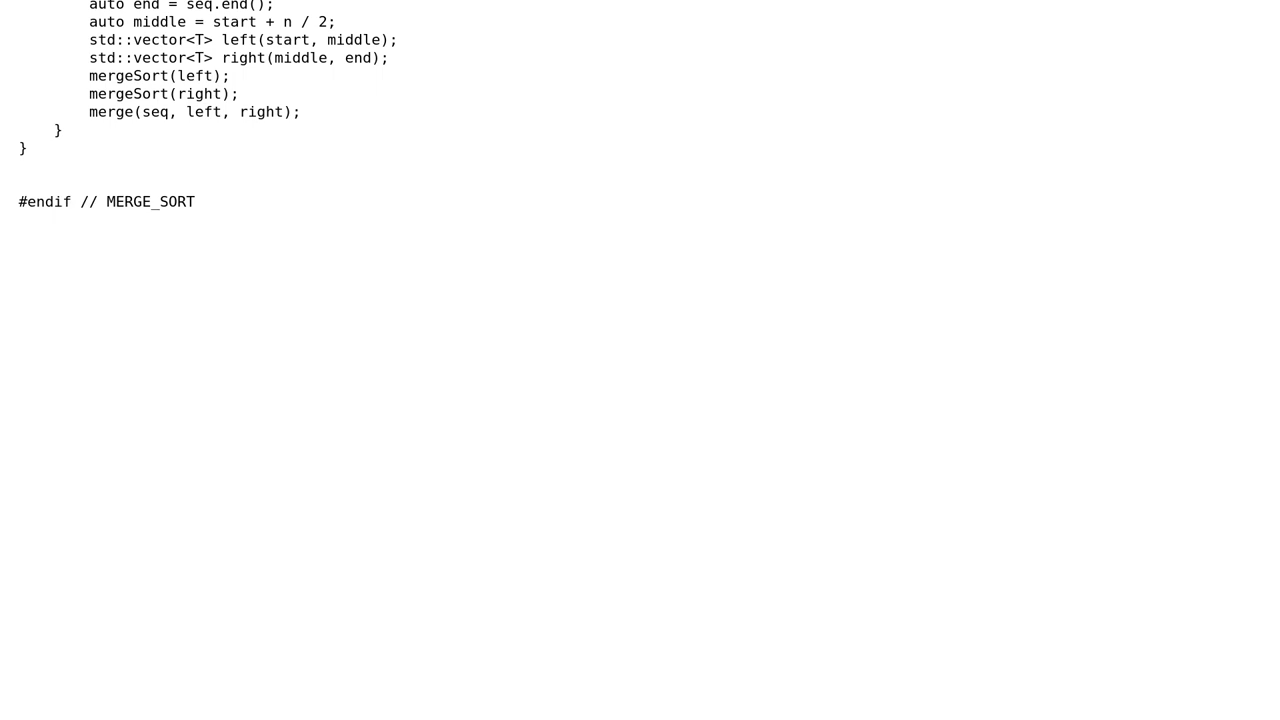 auto end = seq.end();
auto middle = start + n / 2;
std::vector<T> left(start, middle);
std::vector<T> right(middle, end);
mergeSort(left);
mergeSort(right);
merge(seq, left, right);
}
}
#endif // MERGE_SORT